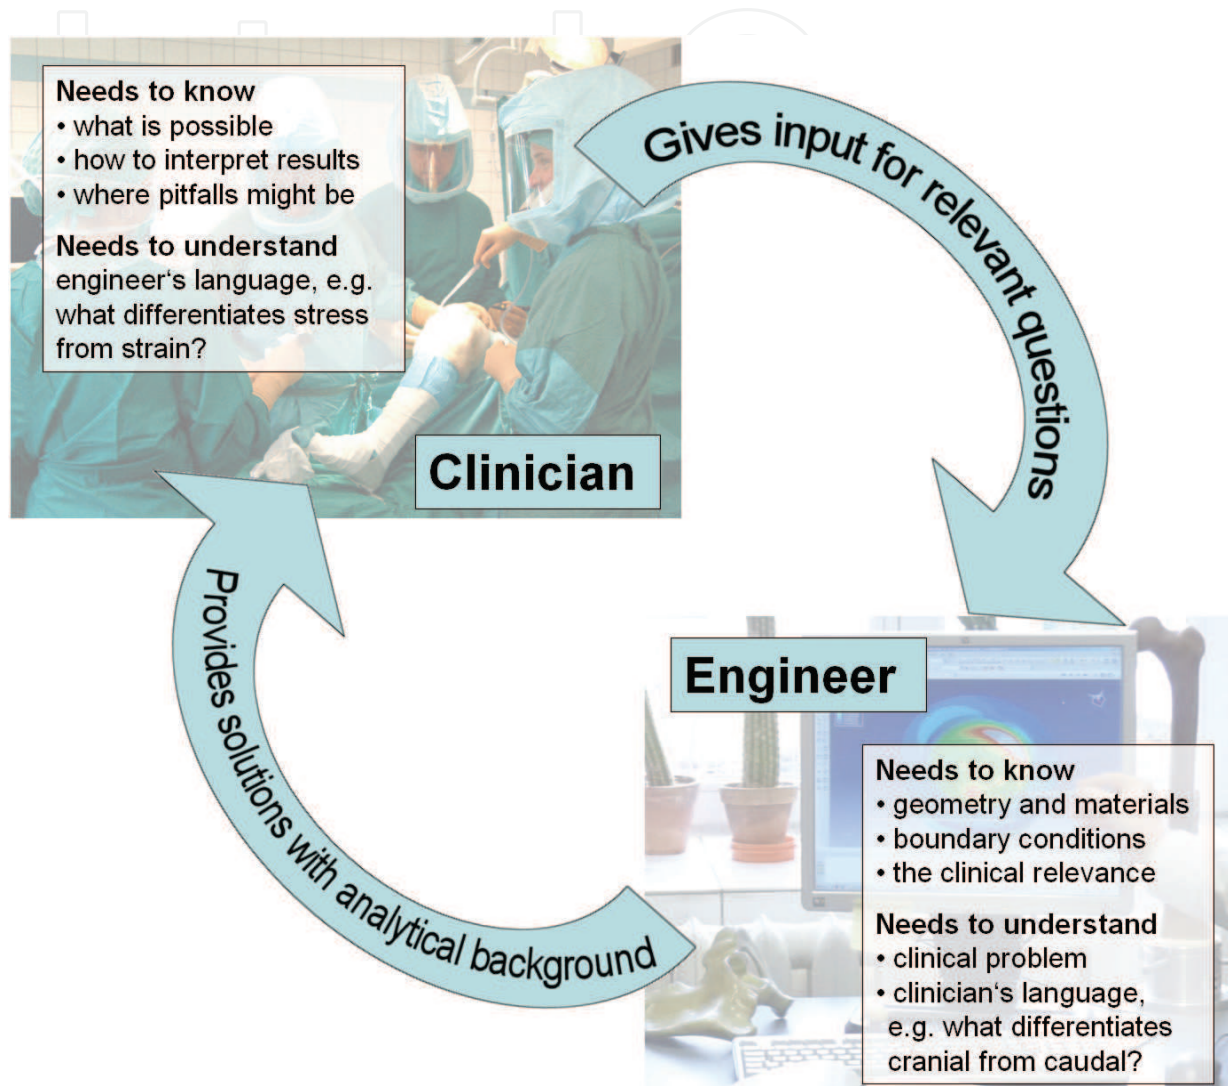 Needs to know
• what is possible
• how to interpret results
• where pitfalls might be
Needs to understand
engineer‘s language, e.g.
what differentiates stress
from strain?
Clinician
Gives input for relevant questions
Engineer
Needs to know
• geometry and materials
• boundary conditions
• the clinical relevance
Needs to understand
• clinical problem
• clinician‘s language,
e.g. what differentiates
cranial from caudal?
Provides solutions with analytical background